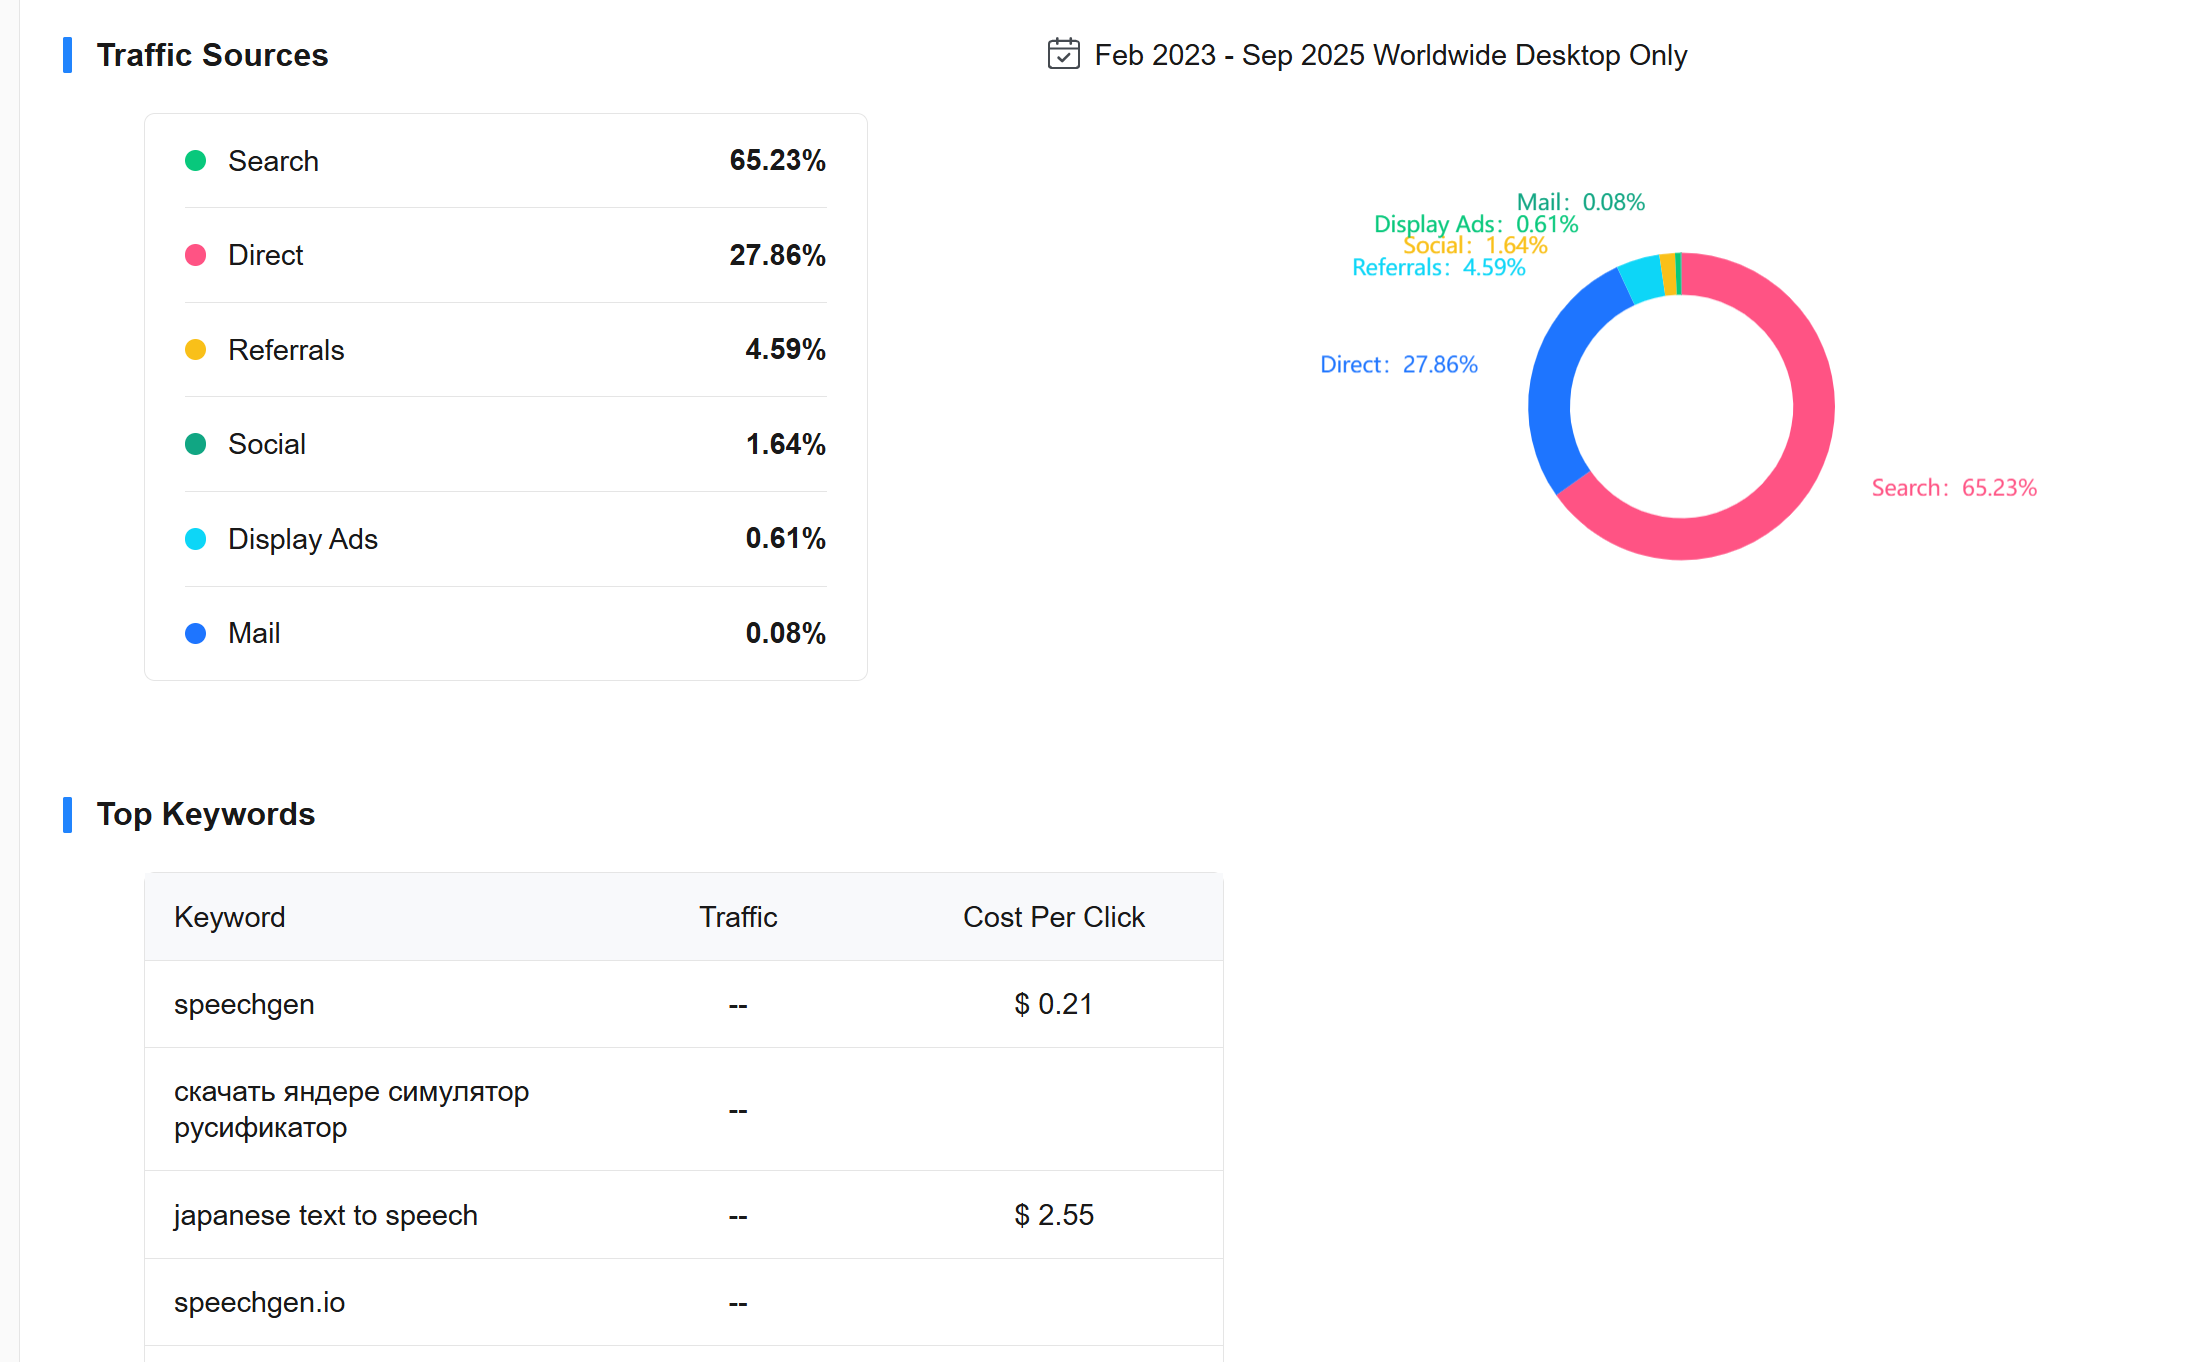 Traffic Sources
Feb 2023 - Sep 2025 Worldwide Desktop Only
Search 65.23%
Direct 27.86%
Referrals 4.59%
Social 1.64%
Display Ads 0.61%
Mail 0.08%
Mail: 0.08%
Display Ads: 0.61%
Social: 1.64%
Referrals: 4.59%
Direct: 27.86%
Search: 65.23%
Top Keywords
Keyword Traffic Cost Per Click
speechgen -- $ 0.21
скачать яндере симулятор
русификатор --
japanese text to speech -- $ 2.55
speechgen.io --